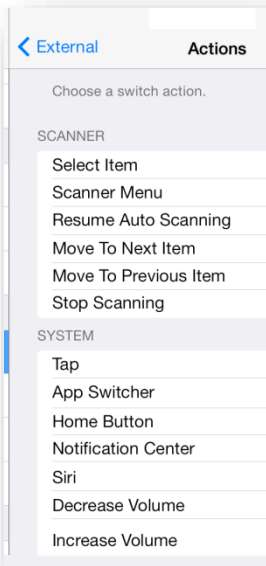 External
Actions
Choose a switch action.
SCANNER
Select Item
Scanner Menu
Resume Auto Scanning
Move To Next Item
Move To Previous Item
Stop Scanning
SYSTEM
Tap
App Switcher
Home Button
Notification Center
Siri
Decrease Volume
Increase Volume